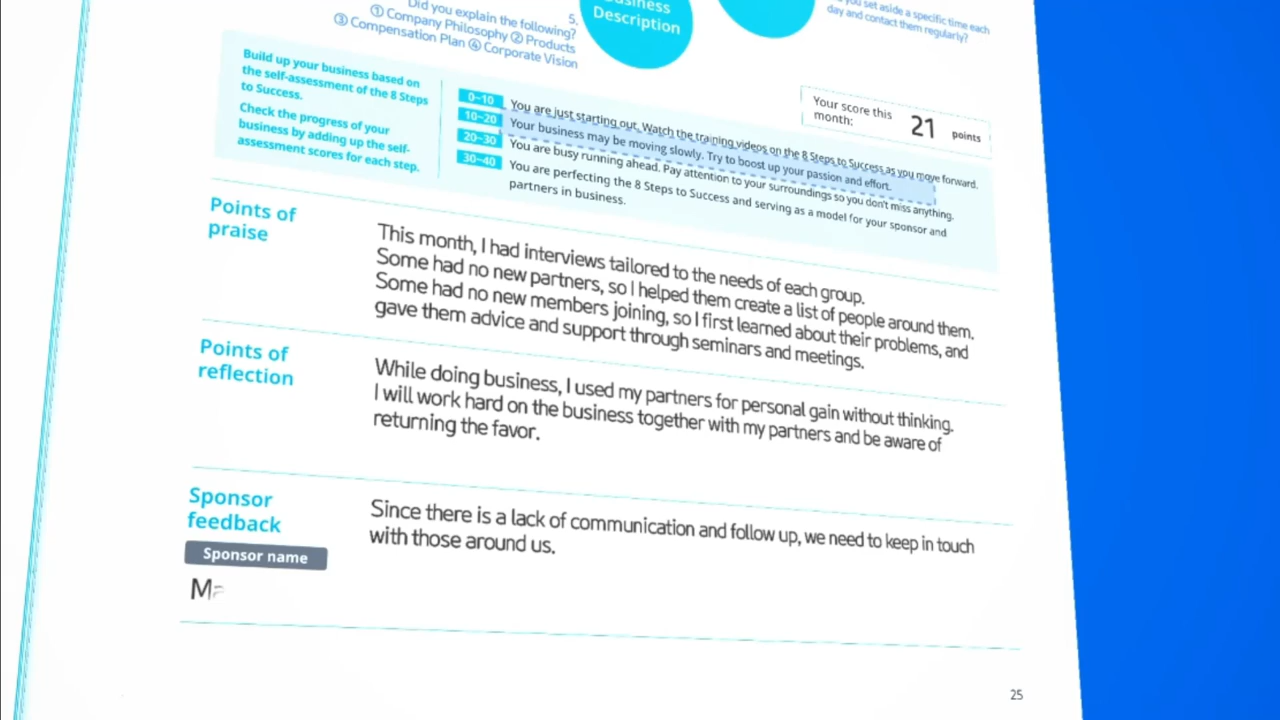 Did you explain the following?
① Company Philosophy ② Products
③ Compensation Plan ④ Corporate Vision
5.
Business
Description
you set aside a specific time each
day and contact them regularly?
Build up your business based on
the self-assessment of the 8 Steps
to Success.
Check the progress of your
business by adding up the self-
assessment scores for each step.
0~10 You are just starting out. Watch the training videos on the 8 Steps to Success as you move forward.
10~20 Your business may be moving slowly. Try to boost up your passion and effort.
20~30 You are busy running ahead. Pay attention to your surroundings so you don't miss anything.
30~40 You are perfecting the 8 Steps to Success and serving as a model for your sponsor and
partners in business.
Your score this
month: 21 points
Points of
praise
This month, I had interviews tailored to the needs of each group.
Some had no new partners, so I helped them create a list of people around them.
Some had no new members joining, so I first learned about their problems, and
gave them advice and support through seminars and meetings.
Points of
reflection
While doing business, I used my partners for personal gain without thinking.
I will work hard on the business together with my partners and be aware of
returning the favor.
Sponsor
feedback
Sponsor name
Since there is a lack of communication and follow up, we need to keep in touch
with those around us.
25